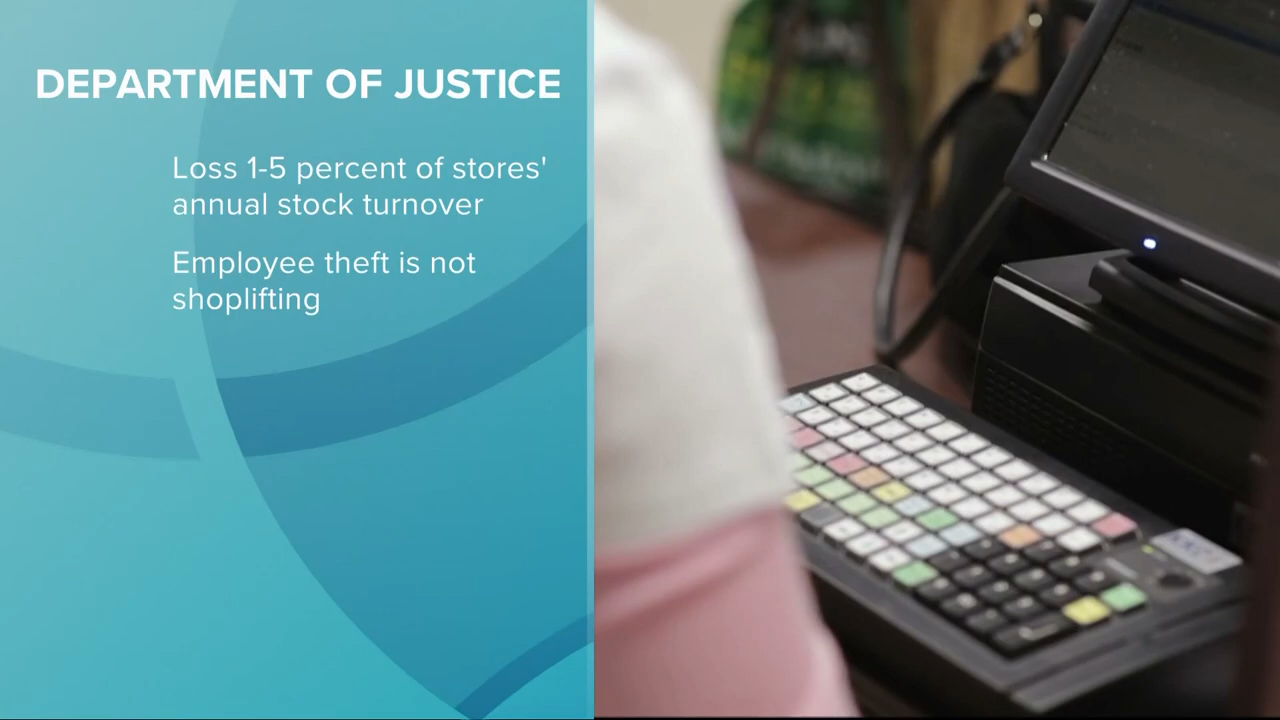 DEPARTMENT OF JUSTICE
Loss 1-5 percent of stores'
annual stock turnover
Employee theft is not
shoplifting